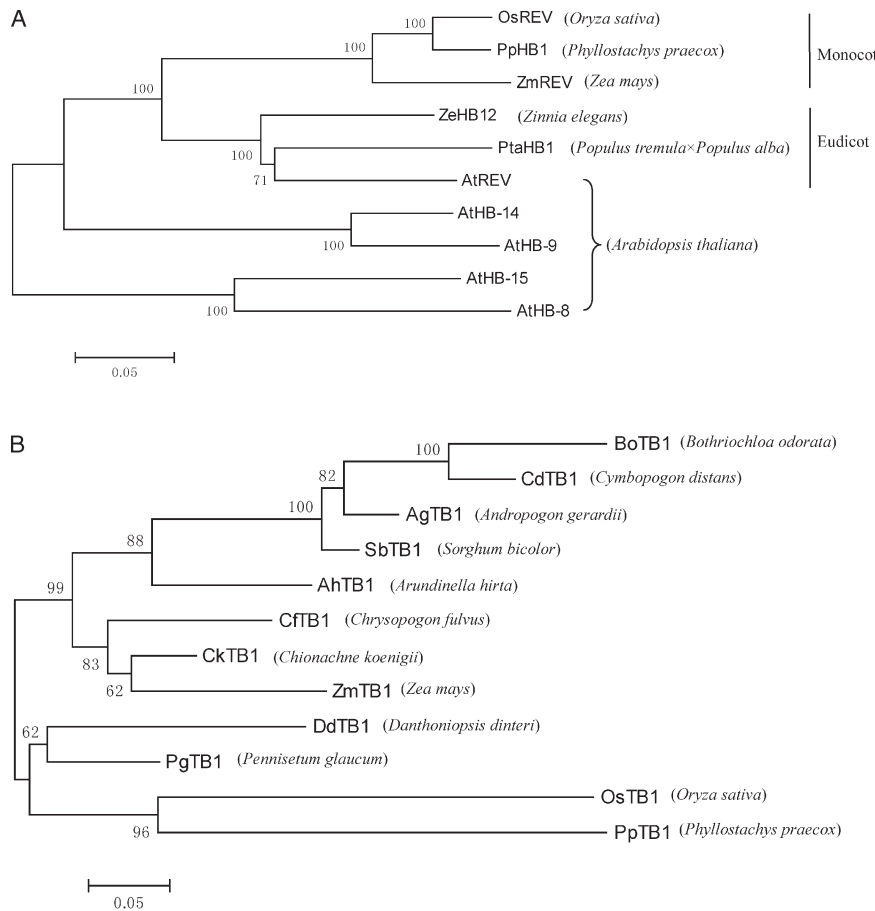 A
OsREV (Oryza sativa)
100
PpHB1 (Phyllostachys praecox)
100
Monocot
ZmREV (Zea mays)
100
ZeHB12 (Zinnia elegans)
Eudicot
PtaHB1 (Populus tremula×Populus alba)
100
71
AtREV
AtHB-14
100
AtHB-9
(Arabidopsis thaliana)
AtHB-15
100
AtHB-8
0.05
B
BoTB1 (Bothriochloa odorata)
100
82
CdTB1 (Cymbopogon distans)
100
AgTB1 (Andropogon gerardii)
88
SbTB1 (Sorghum bicolor)
99
AhTB1 (Arundinella hirta)
CfTB1 (Chrysopogon fulvus)
83
CkTB1 (Chionachne koenigii)
62
ZmTB1 (Zea mays)
62
DdTB1 (Danthoniopsis dinteri)
PgTB1 (Pennisetum glaucum)
OsTB1 (Oryza sativa)
96
PpTB1 (Phyllostachys praecox)
0.05